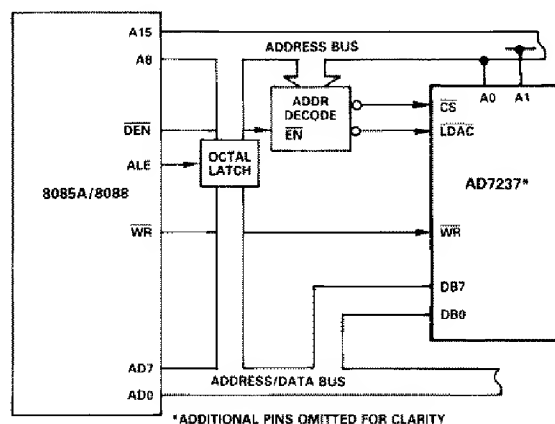 A15
ADDRESS BUS
A8
ADDR
DECODE
EN
CS
A0
A1
LDAC
DEN
ALE
OCTAL
LATCH
8085A/8088
AD7237*
WR
WR
DB7
DB0
AD7
ADDRESS/DATA BUS
AD0
*ADDITIONAL PINS OMITTED FOR CLARITY